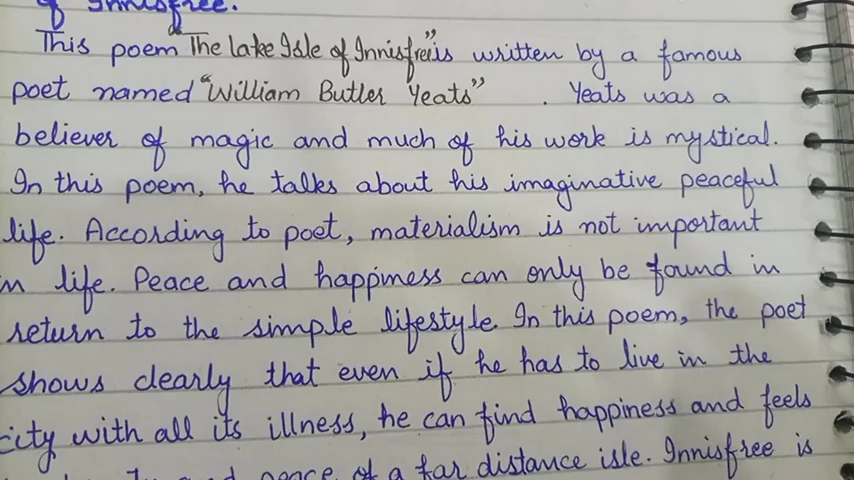 of Innisfree.
This poem "The lake Isle of Innisfree" is written by a famous
poet named "William Butler Yeats" . Yeats was a
believer of magic and much of his work is mystical.
In this poem, he talks about his imaginative peaceful
life. According to poet, materialism is not important
in life. Peace and happiness can only be found in
return to the simple lifestyle. In this poem, the poet
shows clearly that even if he has to live in the
city with all its illness, he can find happiness and feels
peace of a far distance isle. Innisfree is